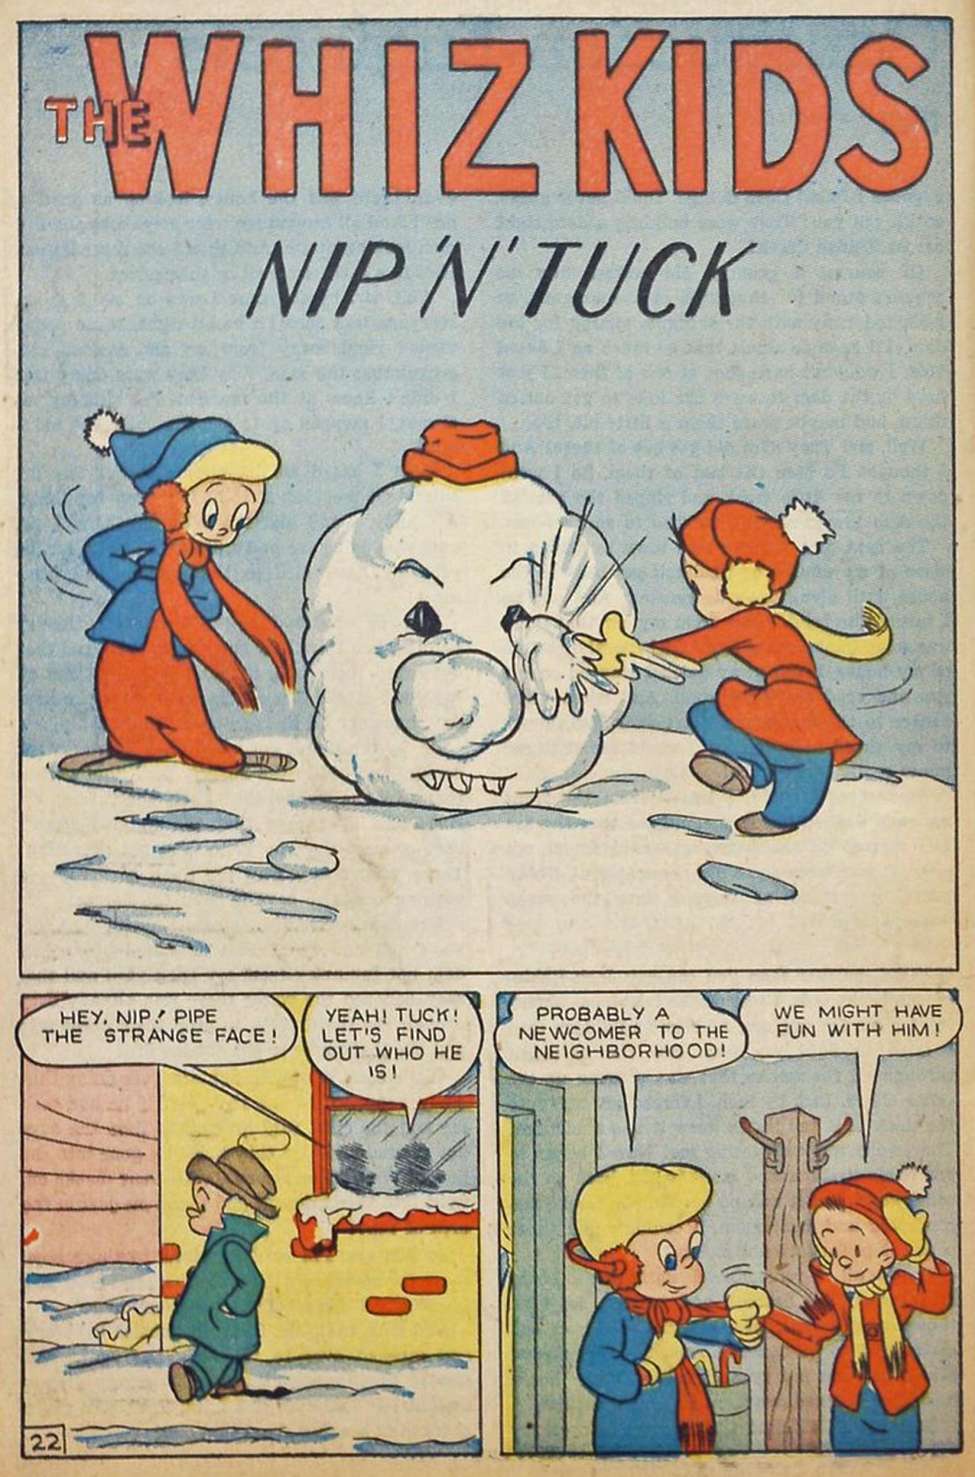 THE WHIZ KIDS
NIP 'N' TUCK
HEY, NIP! PIPE
THE STRANGE FACE!
YEAH! TUCK!
LET'S FIND
OUT WHO HE
IS!
PROBABLY A
NEWCOMER TO THE
NEIGHBORHOOD!
WE MIGHT HAVE
FUN WITH HIM!
22